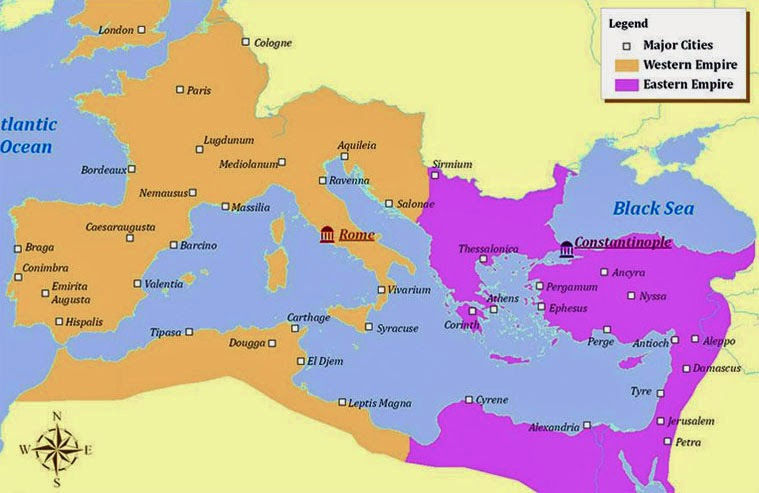 London
Cologne
Paris
tlantic
Ocean
Lugdunum
Bordeaux
Mediolanum
Aquileia
Nemausus
Ravenna
Massilia
Salonae
Sirmium
Caesaraugusta
Braga
Barcino
Rome
Conimbra
Emirita
Augusta
Valentia
Hispalis
Vivarium
Carthage
Syracuse
Tipasa
Dougga
El Djem
Leptis Magna
Legend
Major Cities
Western Empire
Eastern Empire
Black Sea
Constantinople
Thessalonica
Ancyra
Pergamum
Nyssa
Athens
Ephesus
Corinth
Perge
Antioch
Aleppo
Damascus
Tyre
Cyrene
Alexandria
Jerusalem
Petra
N
W
E
S